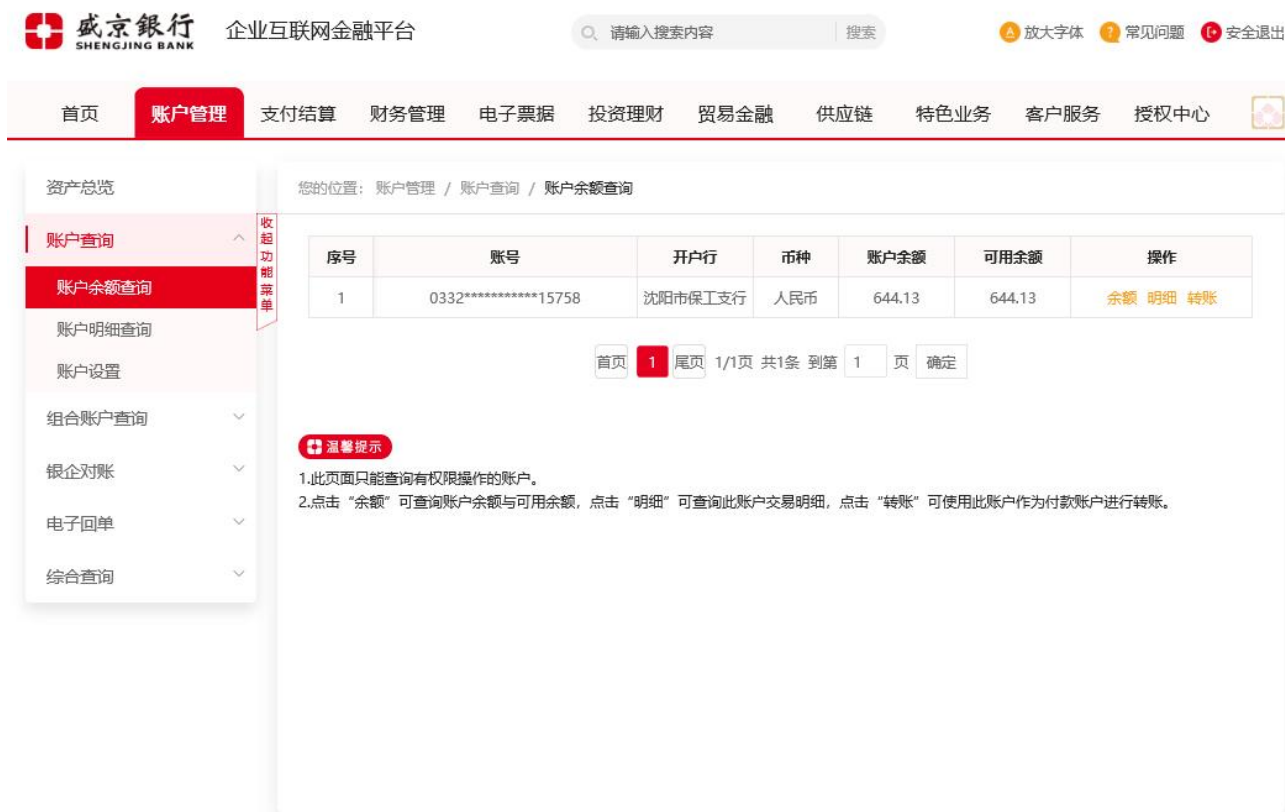 盛京銀行 企业互联网金融平台 请输入搜索内容 搜索 放大字体 常见问题 安全退出
SHENGJING BANK
首页 账户管理 支付结算 财务管理 电子票据 投资理财 贸易金融 供应链 特色业务 客户服务 授权中心
资产总览
账户查询
账户余额查询
账户明细查询
账户设置
组合账户查询
银企对账
电子回单
综合查询
收起功能菜单
您的位置: 账户管理 / 账户查询 / 账户余额查询
序号 账号 开户行 币种 账户余额 可用余额 操作
1 0332***********15758 沈阳市保工支行 人民币 644.13 644.13 余额 明细 转账
首页 1 尾页 1/1页 共1条 到第 1 页 确定
温馨提示
1.此页面只能查询有权限操作的账户。
2.点击“余额”可查询账户余额与可用余额，点击“明细”可查询此账户交易明细，点击“转账”可使用此账户作为付款账户进行转账。